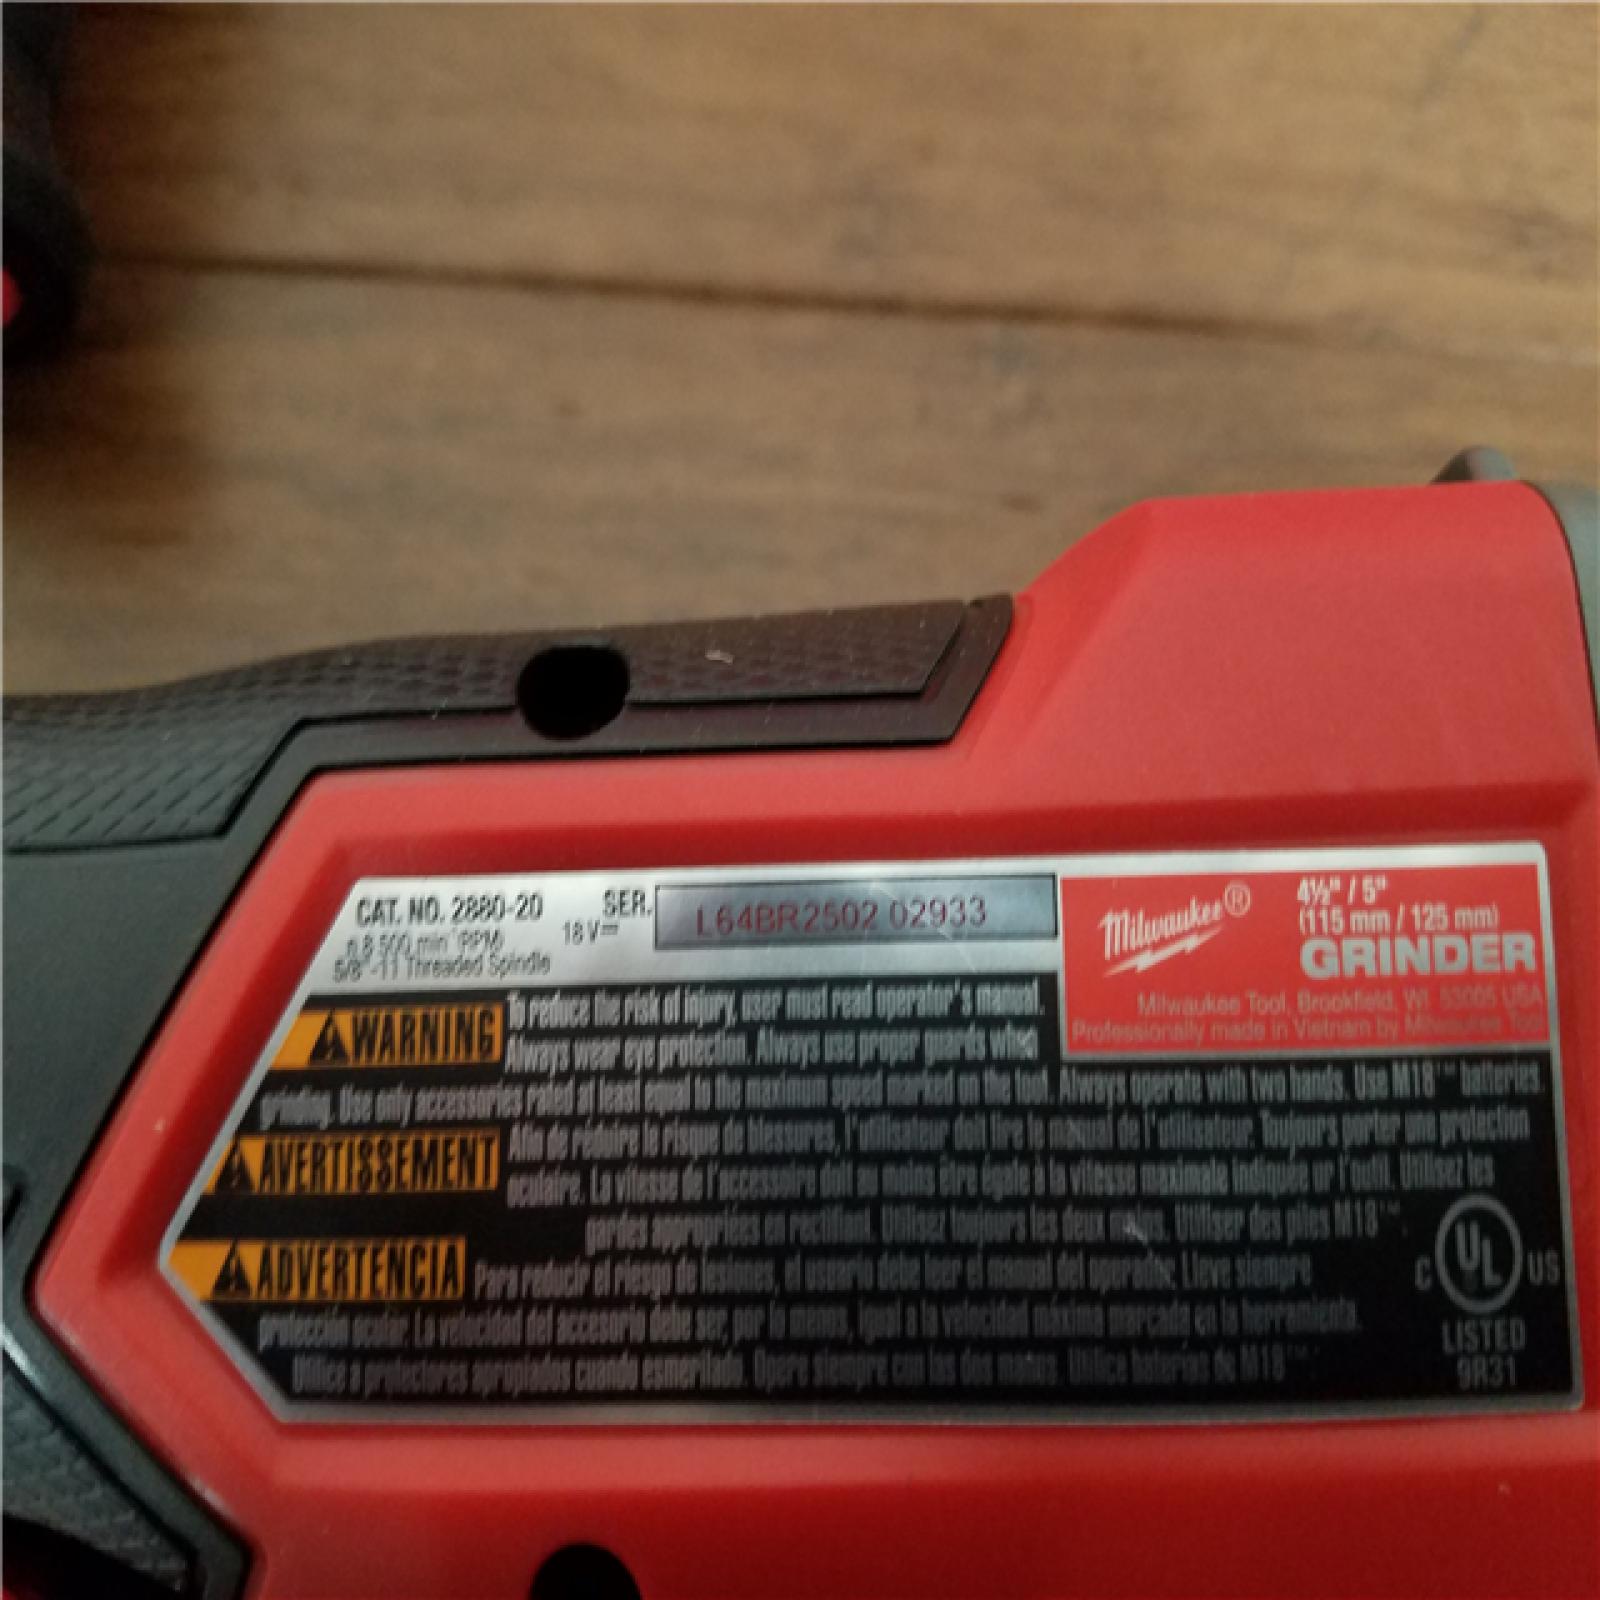 CAT. NO. 2880-20
SER. L64BR2502 02933
18 V⎓
n 8,500 min⁻¹ (RPM)
5/8"-11 Threaded Spindle
Milwaukee®
4½" / 5"
(115 mm / 125 mm)
GRINDER
Milwaukee Tool, Brookfield, WI 53005 USA
Professionally made in Vietnam by Milwaukee Tool
WARNING To reduce the risk of injury, user must read operator's manual.
Always wear eye protection. Always use proper guards when
grinding. Use only accessories rated at least equal to the maximum speed marked on the tool. Always operate with two hands. Use M18™ batteries.
AVERTISSEMENT Afin de réduire le risque de blessures, l'utilisateur doit lire le manuel de l'utilisateur. Toujours porter une protection
oculaire. La vitesse de l'accessoire doit au moins être égale à la vitesse maximale indiquée sur l'outil. Utilisez les
gardes appropriées en rectifiant. Utilisez toujours les deux mains. Utiliser des piles M18™
ADVERTENCIA Para reducir el riesgo de lesiones, el usuario debe leer el manual del operador. Lleve siempre
protección ocular. La velocidad del accesorio debe ser, por lo menos, igual a la velocidad máxima marcada en la herramienta.
Utilice protectores apropiados cuando esmerilado. Opere siempre con las dos manos. Utilice baterías de M18™
C UL US
LISTED
9R31